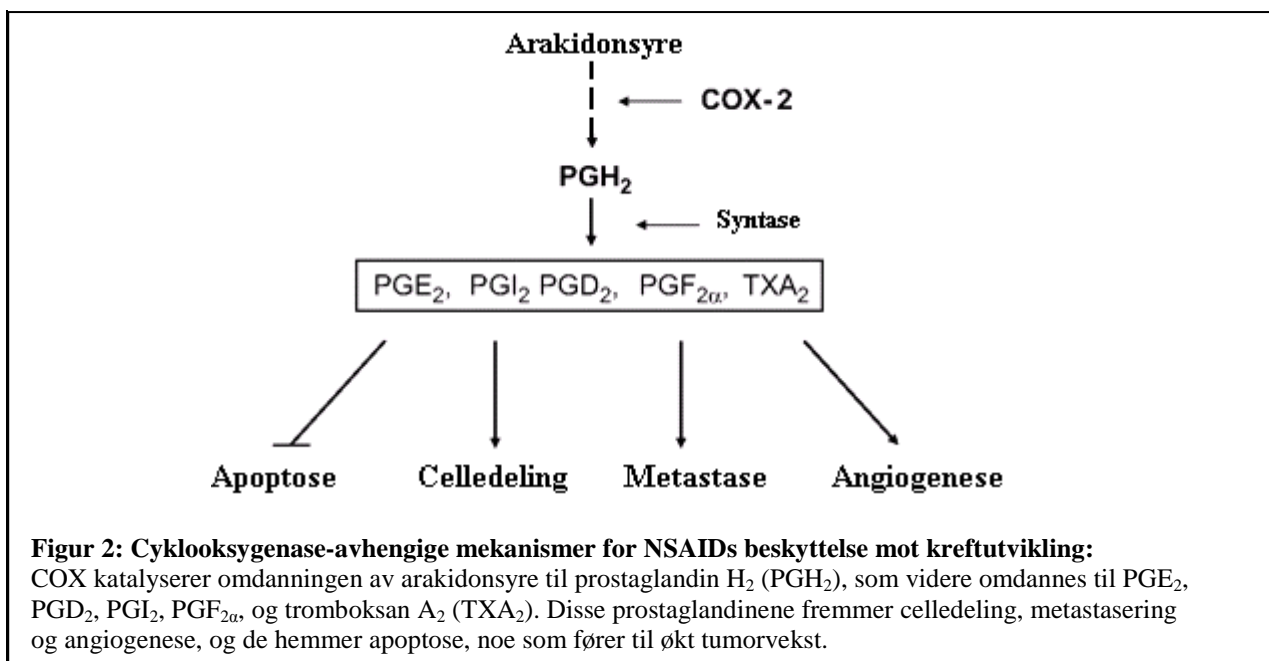 Arakidonsyre
COX-2
PGH₂
Syntase
PGE₂, PGI₂ PGD₂, PGF₂α, TXA₂
Apoptose Celledeling Metastase Angiogenese
Figur 2: Cyklooksygenase-avhengige mekanismer for NSAIDs beskyttelse mot kreftutvikling:
COX katalyserer omdanningen av arakidonsyre til prostaglandin H₂ (PGH₂), som videre omdannes til PGE₂,
PGD₂, PGI₂, PGF₂α, og tromboksan A₂ (TXA₂). Disse prostaglandinene fremmer celledeling, metastasering
og angiogenese, og de hemmer apoptose, noe som fører til økt tumorvekst.